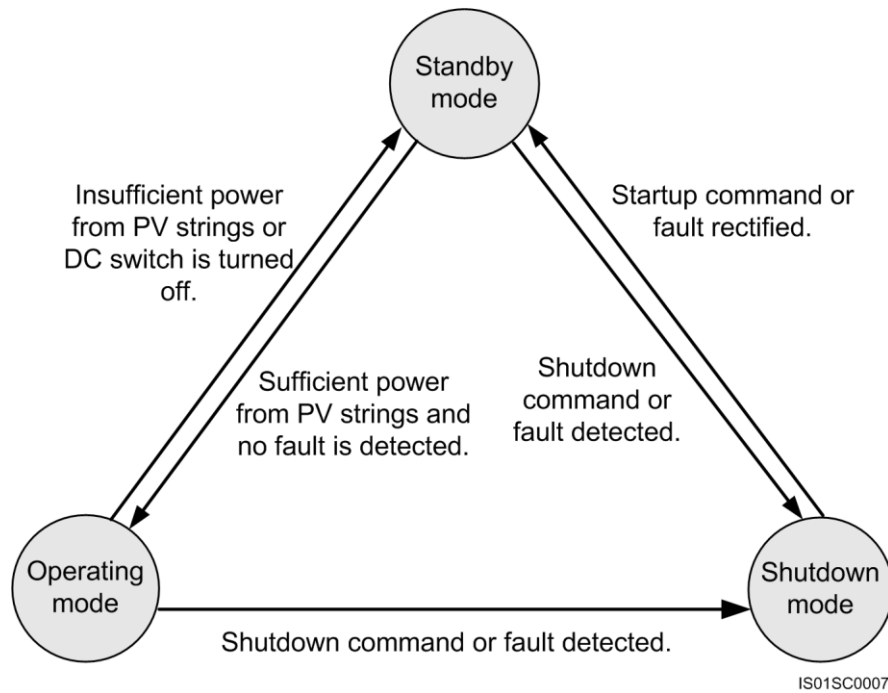 Standby
mode
Insufficient power
from PV strings or
DC switch is turned
off.
Startup command or
fault rectified.
Sufficient power
from PV strings and
no fault is detected.
Shutdown
command or
fault detected.
Operating
mode
Shutdown
mode
Shutdown command or fault detected.
IS01SC0007